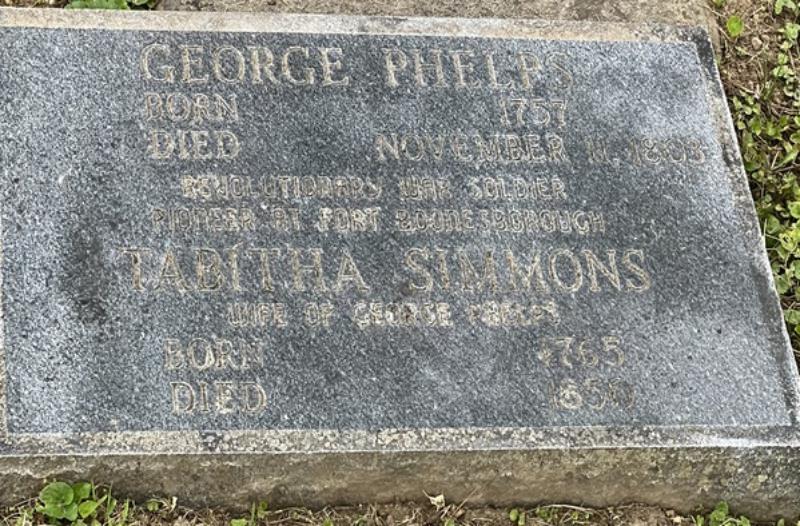 GEORGE PHELPS
BORN 1757
DIED NOVEMBER 11, 1803
REVOLUTIONARY WAR SOLDIER
PIONEER AT FORT BOONESBOROUGH
TABITHA SIMMONS
WIFE OF GEORGE PHELPS
BORN 1765
DIED 1850